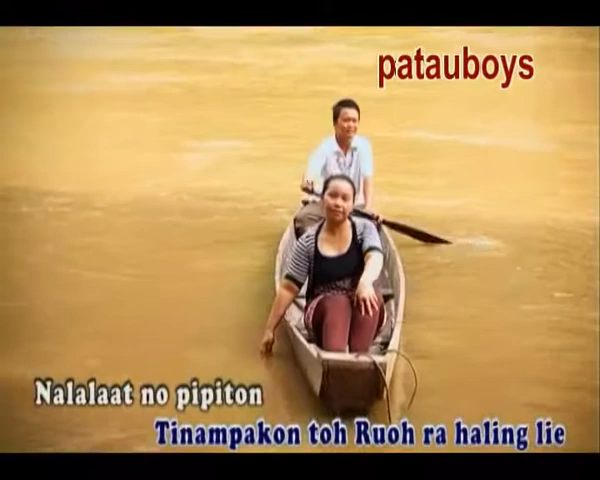 patauboys
Nalalaat no pipiton
Tinampakon toh Ruoh ra haling lie